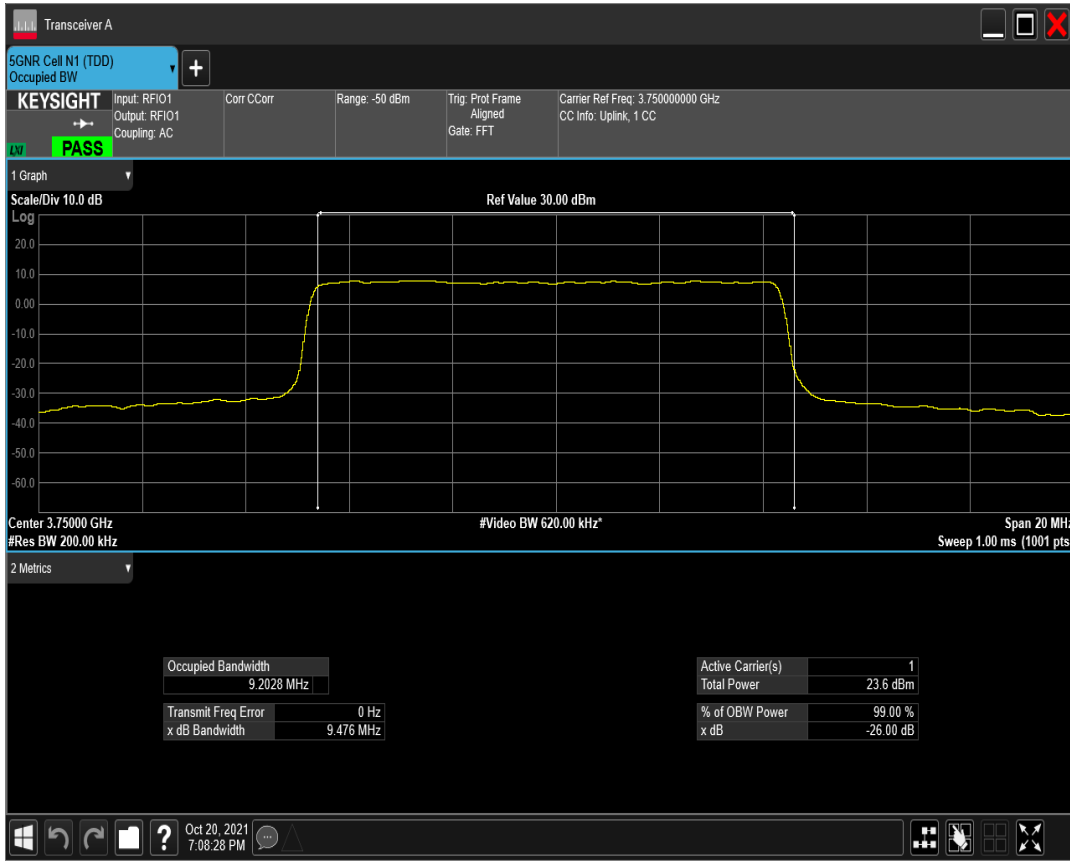 Transceiver A
5GNR Cell N1 (TDD)
Occupied BW
KEYSIGHT
LXI
PASS
Input: RFIO1
Output: RFIO1
Coupling: AC
Corr CCorr
Range: -50 dBm
Trig: Prot Frame
Aligned
Gate: FFT
Carrier Ref Freq: 3.750000000 GHz
CC Info: Uplink, 1 CC
1 Graph
Scale/Div 10.0 dB
Ref Value 30.00 dBm
Log
20.0
10.0
0.00
-10.0
-20.0
-30.0
-40.0
-50.0
-60.0
Center 3.75000 GHz
#Video BW 620.00 kHz*
Span 20 MHz
#Res BW 200.00 kHz
Sweep 1.00 ms (1001 pts
2 Metrics
Occupied Bandwidth
9.2028 MHz
Transmit Freq Error 0 Hz
x dB Bandwidth 9.476 MHz
Active Carrier(s) 1
Total Power 23.6 dBm
% of OBW Power 99.00 %
x dB -26.00 dB
?
Oct 20, 2021
7:08:28 PM